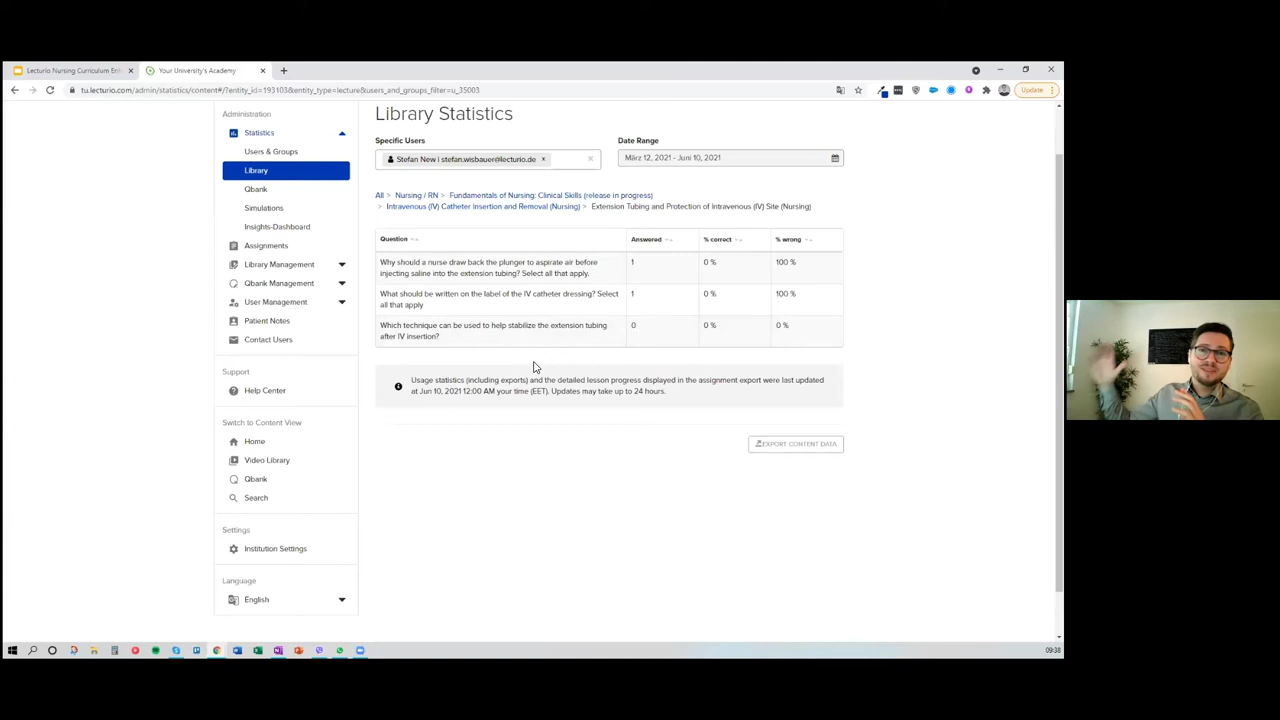 Lecturio Nursing Curriculum Enh
Your University's Academy
tu.lecturio.com/admin/statistics/content#/?entity_id=193103&entity_type=lecture&users_and_groups_filter=u_35003
Update
Administration
Statistics
Users & Groups
Library
Qbank
Simulations
Insights-Dashboard
Assignments
Library Management
Qbank Management
User Management
Patient Notes
Contact Users
Support
Help Center
Switch to Content View
Home
Video Library
Qbank
Search
Settings
Institution Settings
Language
English
Library Statistics
Specific Users
Date Range
Stefan New | stefan.wisbauer@lecturio.de ×
März 12, 2021 - Juni 10, 2021
All > Nursing / RN > Fundamentals of Nursing: Clinical Skills (release in progress)
> Intravenous (IV) Catheter Insertion and Removal (Nursing) > Extension Tubing and Protection of Intravenous (IV) Site (Nursing)
Question Answered % correct % wrong
Why should a nurse draw back the plunger to aspirate air before
injecting saline into the extension tubing? Select all that apply.
1 0 % 100 %
What should be written on the label of the IV catheter dressing? Select
all that apply
1 0 % 100 %
Which technique can be used to help stabilize the extension tubing
after IV insertion?
0 0 % 0 %
Usage statistics (including exports) and the detailed lesson progress displayed in the assignment export were last updated
at Jun 10, 2021 12:00 AM your time (EET). Updates may take up to 24 hours.
EXPORT CONTENT DATA
09:38